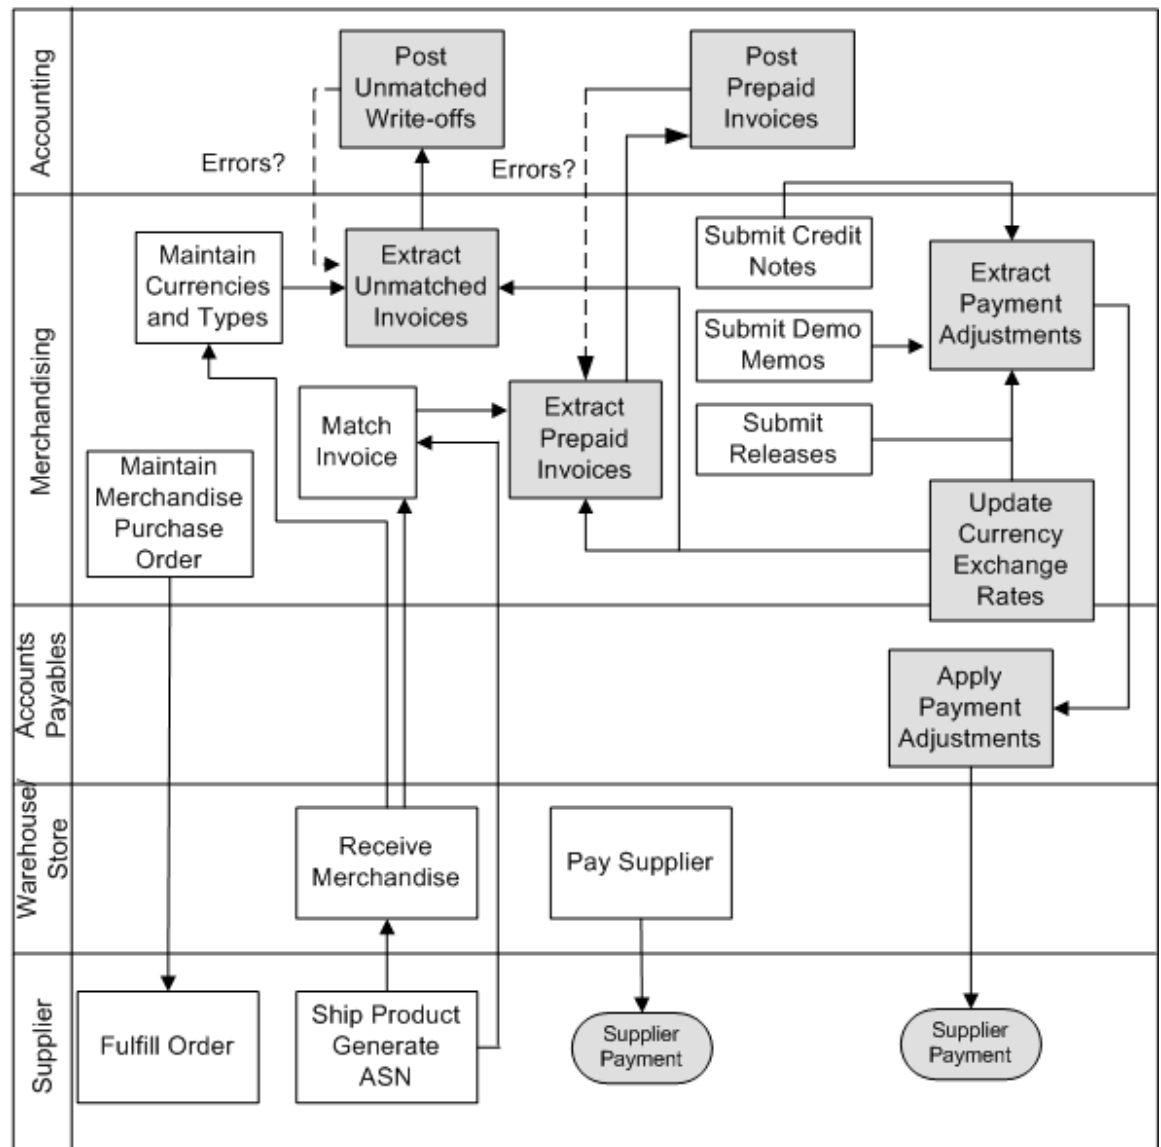 Accounting
Post
Unmatched
Write-offs
Post
Prepaid
Invoices
Errors?
Errors?
Merchandising
Maintain
Currencies
and Types
Extract
Unmatched
Invoices
Submit Credit
Notes
Extract
Payment
Adjustments
Submit Demo
Memos
Match
Invoice
Extract
Prepaid
Invoices
Submit
Releases
Maintain
Merchandise
Purchase
Order
Update
Currency
Exchange
Rates
Accounts
Payables
Apply
Payment
Adjustments
Warehouse/
Store
Receive
Merchandise
Pay Supplier
Supplier
Fulfill Order
Ship Product
Generate
ASN
Supplier
Payment
Supplier
Payment